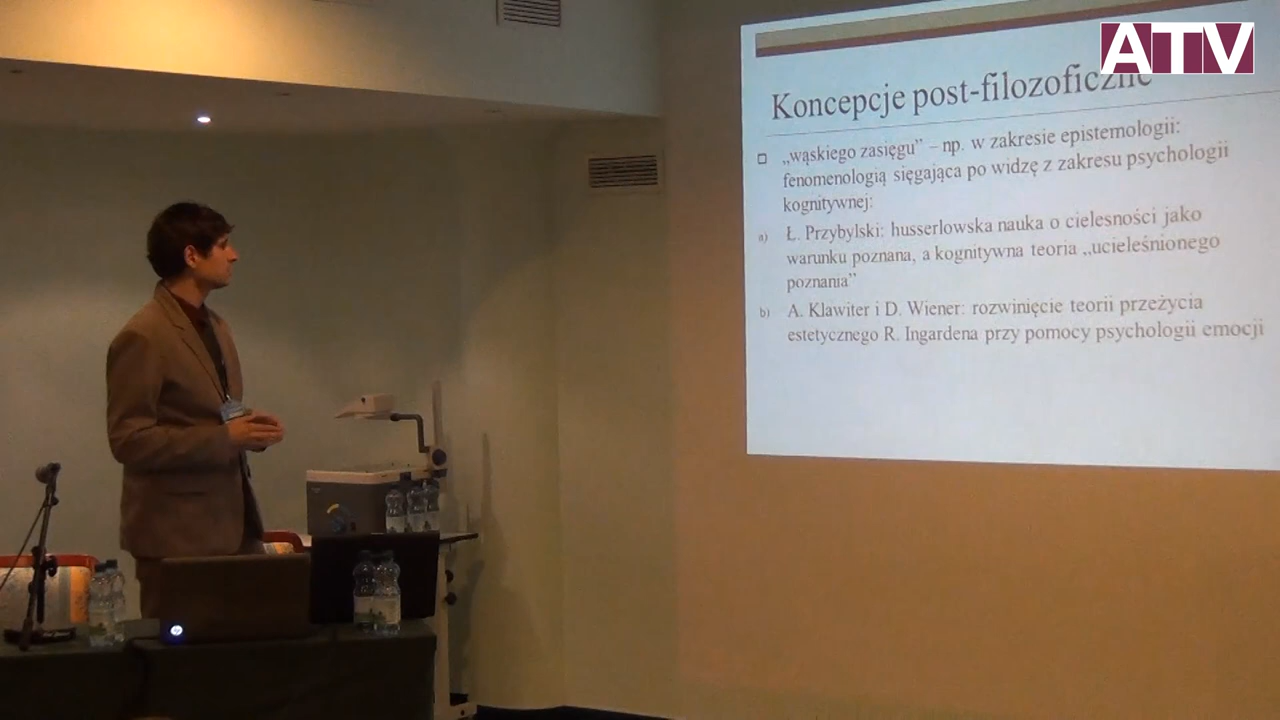 ATV
Koncepcje post-filozoficzne
„wąskiego zasięgu” – np. w zakresie epistemologii:
fenomenologią sięgająca po widzę z zakresu psychologii
kognitywnej:
a) Ł. Przybylski: husserlowska nauka o cielesności jako
warunku poznana, a kognitywna teoria „ucieleśnionego
poznania”
b) A. Klawiter i D. Wiener: rozwinięcie teorii przeżycia
estetycznego R. Ingardena przy pomocy psychologii emocji